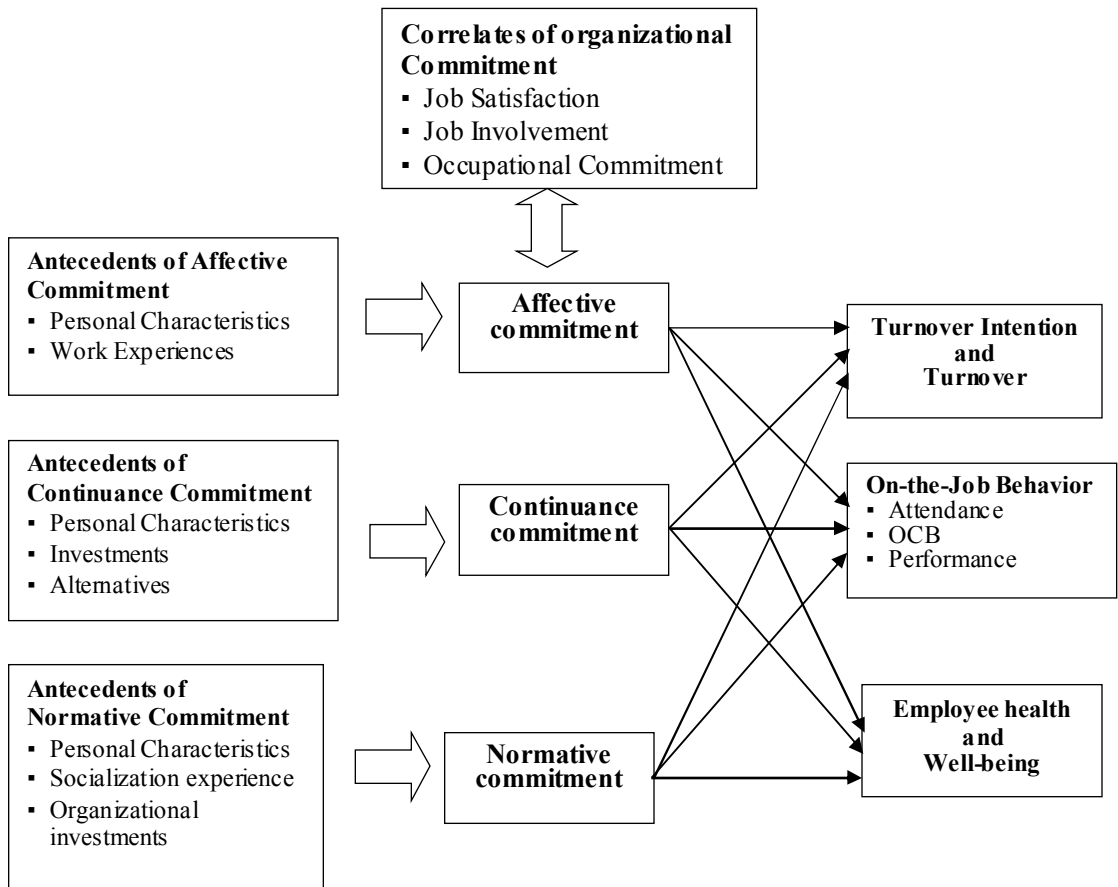 Correlates of organizational
Commitment
▪ Job Satisfaction
▪ Job Involvement
▪ Occupational Commitment
Antecedents of Affective
Commitment
▪ Personal Characteristics
▪ Work Experiences
Affective
commitment
Turnover Intention
and
Turnover
Antecedents of
Continuance Commitment
▪ Personal Characteristics
▪ Investments
▪ Alternatives
Continuance
commitment
On-the-Job Behavior
▪ Attendance
▪ OCB
▪ Performance
Antecedents of
Normative Commitment
▪ Personal Characteristics
▪ Socialization experience
▪ Organizational
investments
Normative
commitment
Employee health
and
Well-being